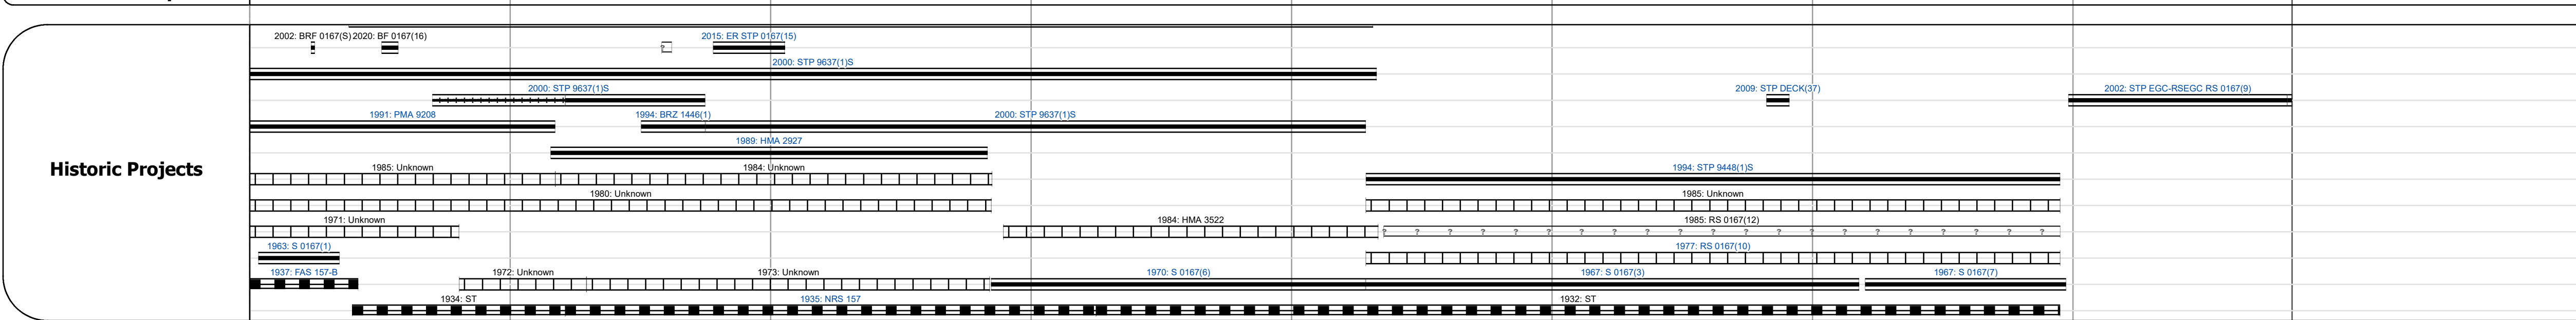 2002: BRF 0167(S) 2020: BF 0167(16) 2015: ER STP 0167(15)
?
2000: STP 9637(1)S
2000: STP 9637(1)S 2009: STP DECK(37) 2002: STP EGC-RSEGC RS 0167(9)
1991: PMA 9208 1994: BRZ 1446(1) 2000: STP 9637(1)S
1989: HMA 2927
Historic Projects
1985: Unknown 1984: Unknown 1994: STP 9448(1)S
1980: Unknown 1985: Unknown
1971: Unknown 1984: HMA 3522 1985: RS 0167(12)
? ? ? ? ? ? ? ? ? ? ? ? ? ? ? ? ? ? ? ? ?
1963: S 0167(1) 1977: RS 0167(10)
1937: FAS 157-B 1972: Unknown 1973: Unknown 1970: S 0167(6) 1967: S 0167(3) 1967: S 0167(7)
1934: ST 1935: NRS 157 1932: ST